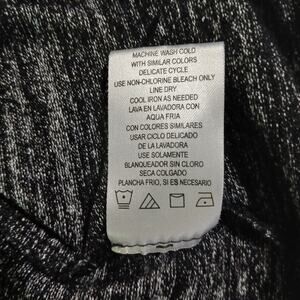 MACHINE WASH COLD
WITH SIMILAR COLORS
DELICATE CYCLE
USE NON-CHLORINE BLEACH ONLY
LINE DRY
COOL IRON AS NEEDED
LAVA EN LAVADORA CON
AQUA FRIA
CON COLORES SIMILARES
USAR CICLO DELICADO
DE LA LAVADORA
USE SOLAMENTE
BLANQUEADOR SIN CLORO
SECA COLGADO
PLANCHA FRIO, SI ES NECESARIO